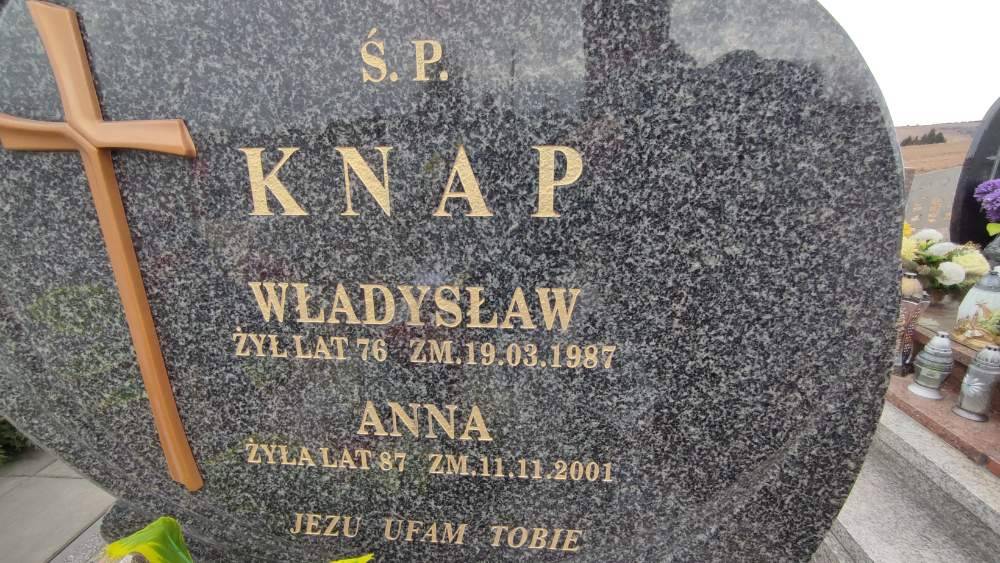 Ś. P.
KNAP
WŁADYSŁAW
ŻYŁ LAT 76 ZM.19.03.1987
ANNA
ŻYŁA LAT 87 ZM.11.11.2001
JEZU UFAM TOBIE